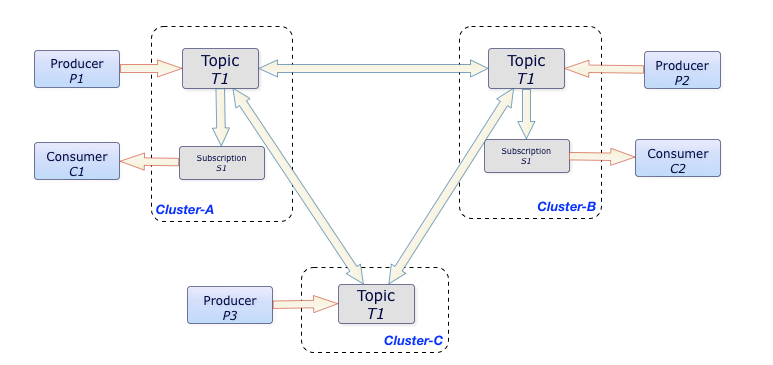 Producer
P1
Topic
T1
Topic
T1
Producer
P2
Consumer
C1
Subscription
S1
Subscription
S1
Consumer
C2
Cluster-A
Cluster-B
Producer
P3
Topic
T1
Cluster-C